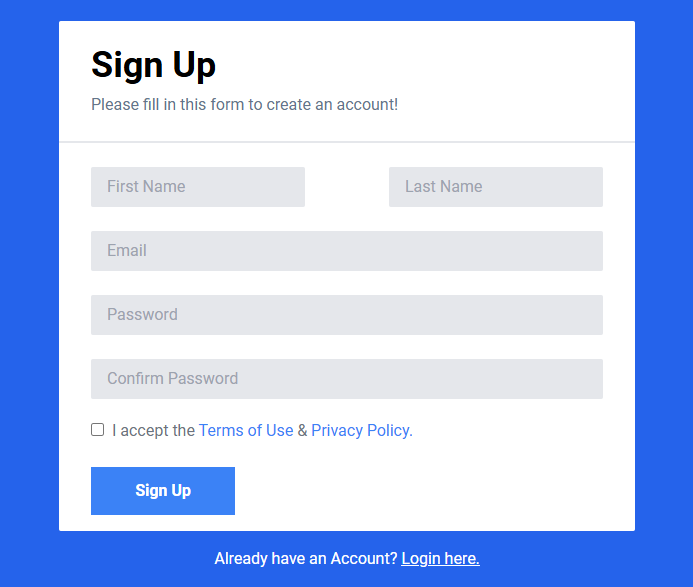 Sign Up
Please fill in this form to create an account!
First Name
Last Name
Email
Password
Confirm Password
I accept the Terms of Use & Privacy Policy.
Sign Up
Already have an Account? Login here.